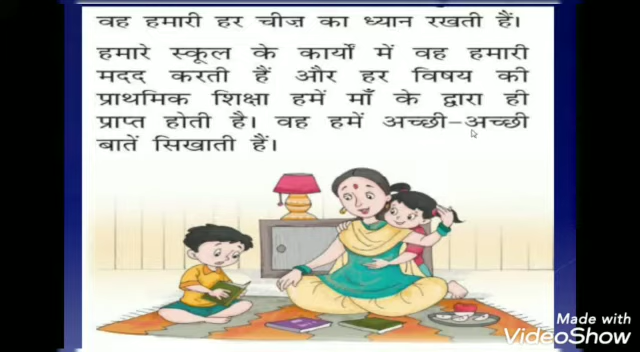 वह हमारी हर चीज़ का ध्यान रखती हैं।
हमारे स्कूल के कार्यों में वह हमारी
मदद करती हैं और हर विषय की
प्राथमिक शिक्षा हमें माँ के द्वारा ही
प्राप्त होती है। वह हमें अच्छी–अच्छी
बातें सिखाती हैं।
Made with
VideoShow